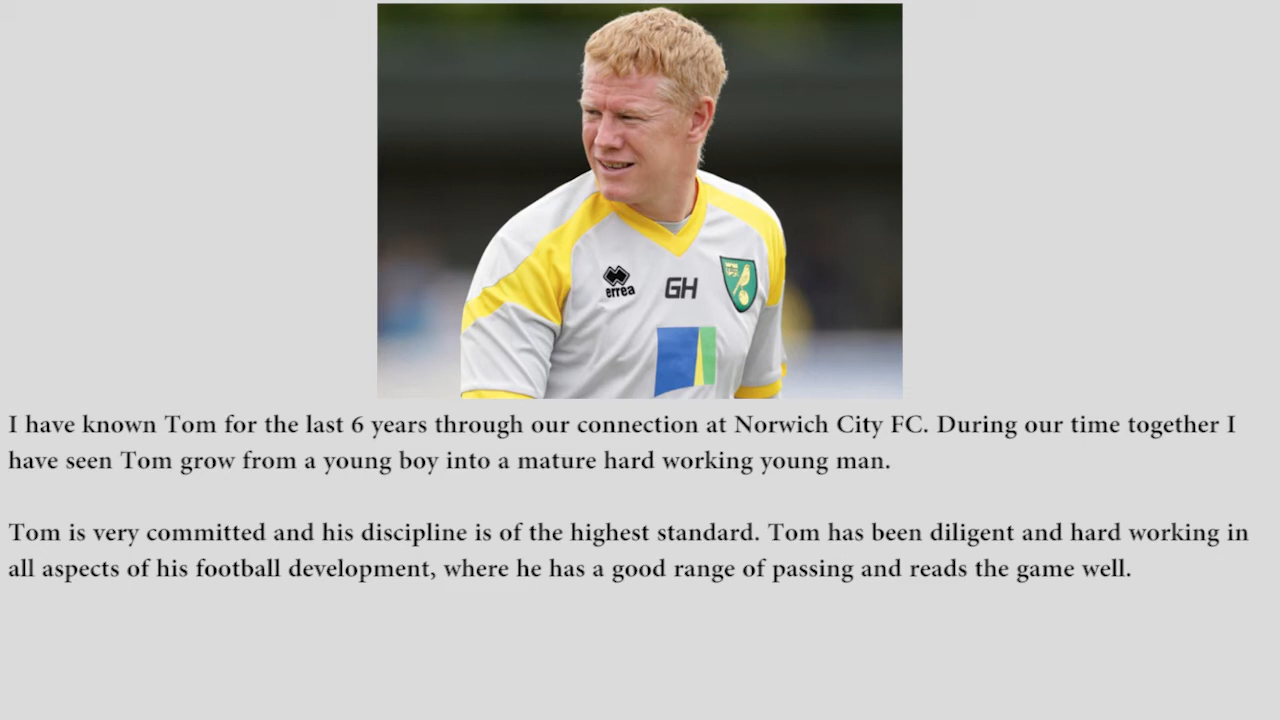 errea
GH
I have known Tom for the last 6 years through our connection at Norwich City FC. During our time together I
have seen Tom grow from a young boy into a mature hard working young man.
Tom is very committed and his discipline is of the highest standard. Tom has been diligent and hard working in
all aspects of his football development, where he has a good range of passing and reads the game well.